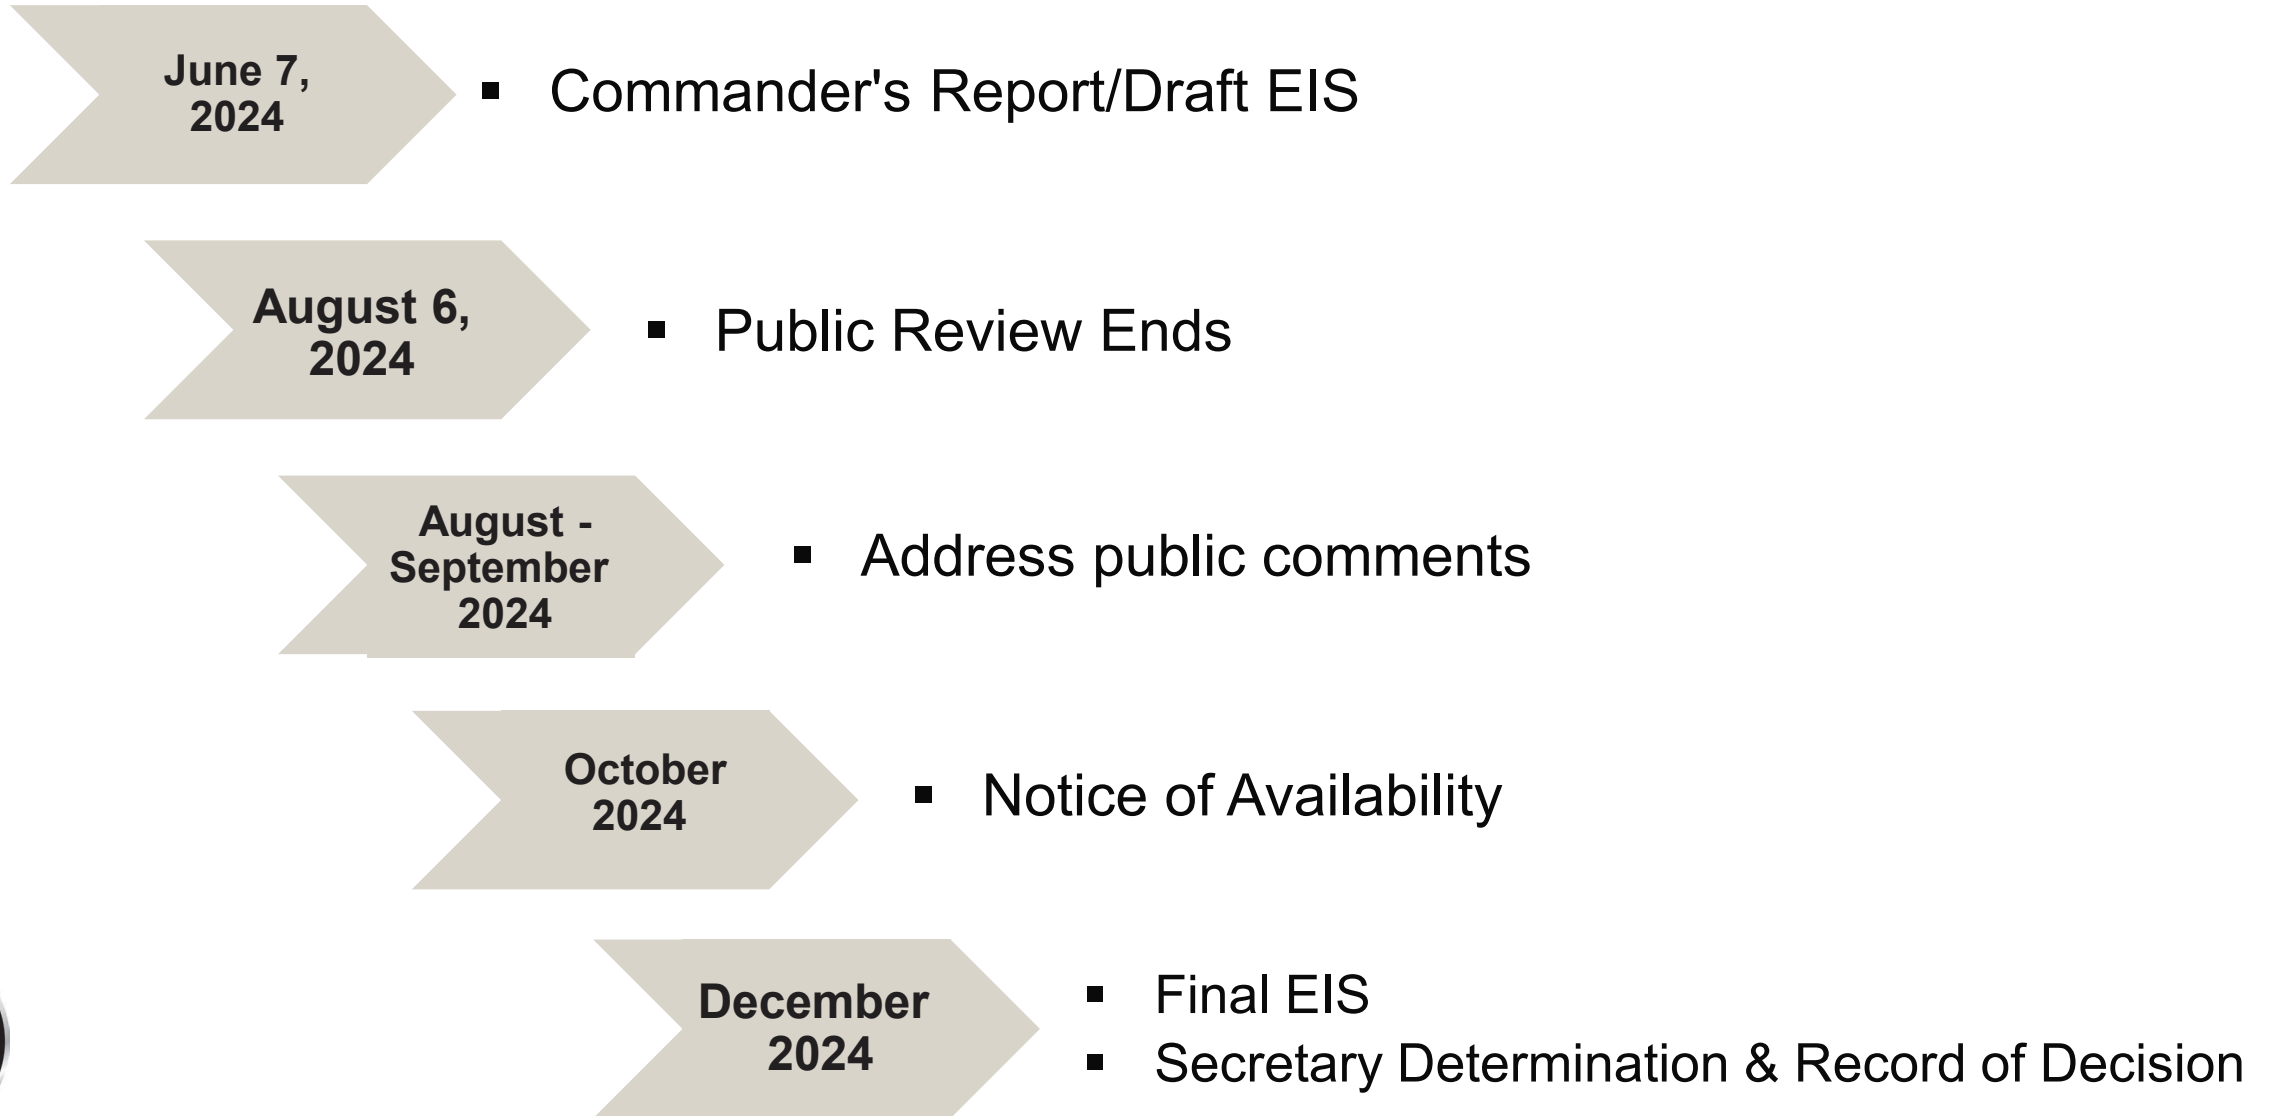 June 7,
2024
▪ Commander's Report/Draft EIS
August 6,
2024
▪ Public Review Ends
August -
September
2024
▪ Address public comments
October
2024
▪ Notice of Availability
December
2024
▪ Final EIS
▪ Secretary Determination & Record of Decision